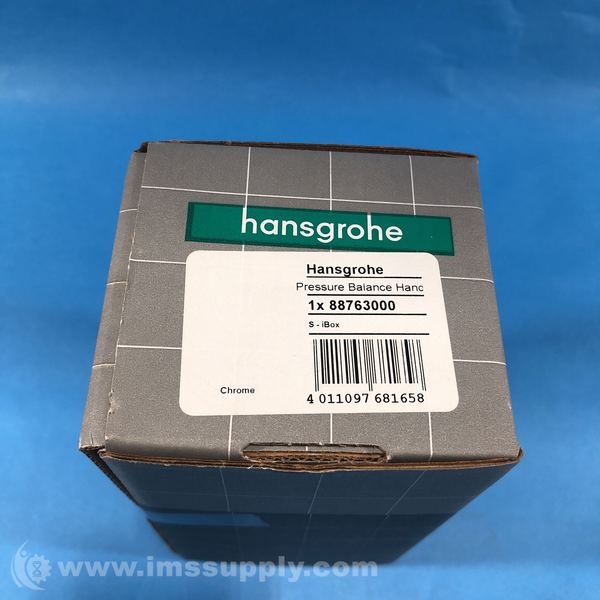 hansgrohe
Hansgrohe
Pressure Balance Hanc
1x 88763000
S - iBox
Chrome
4 011097 681658
www.imssupply.com